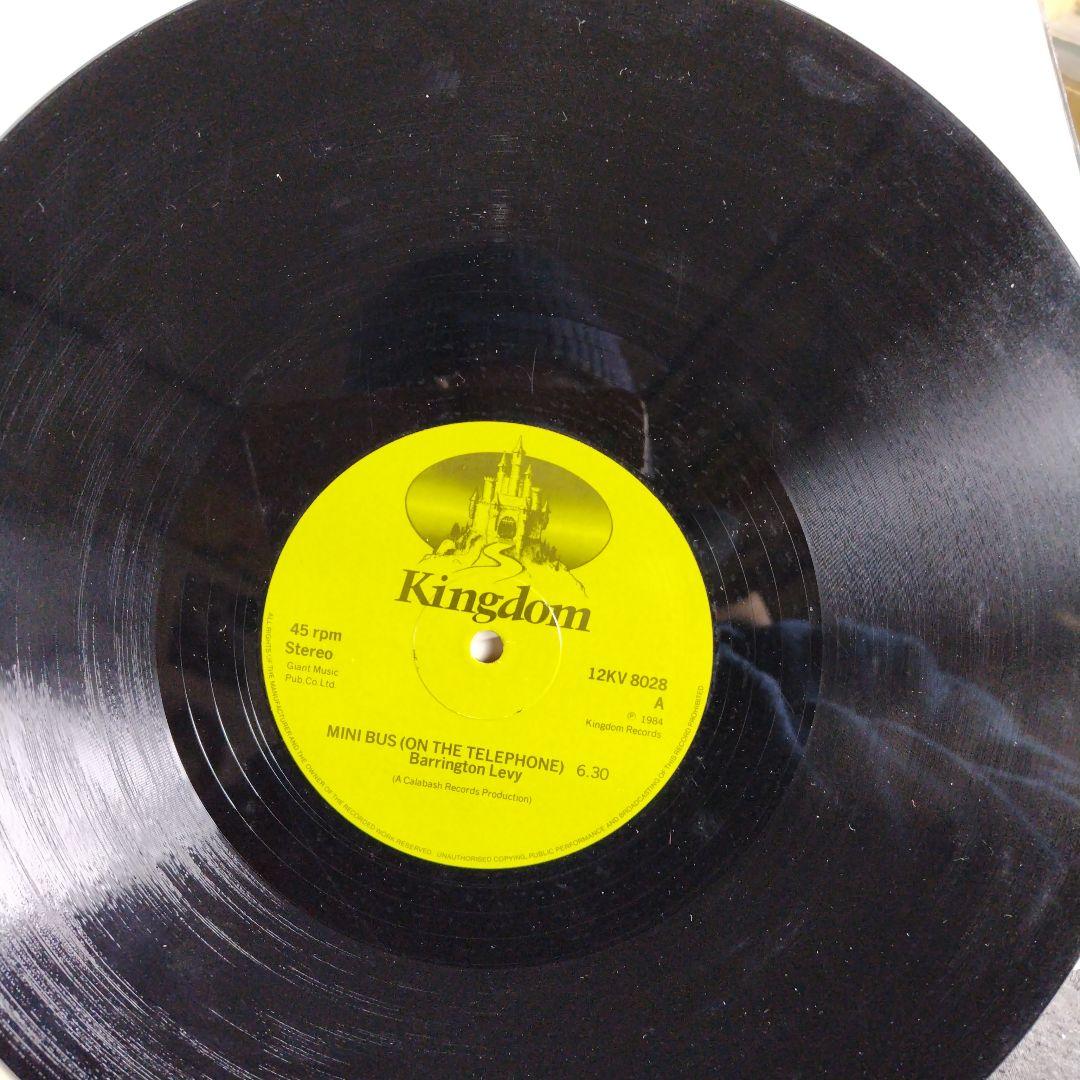 Kingdom
45 rpm
Stereo
Giant Music
Pub.Co.Ltd.
12KV 8028
A
℗ 1984
Kingdom Records
MINI BUS (ON THE TELEPHONE) 6.30
Barrington Levy
(A Calabash Records Production)
ALL RIGHTS OF THE MANUFACTURER AND THE OWNER OF THE RECORDED WORK RESERVED. UNAUTHORISED COPYING, PUBLIC PERFORMANCE AND BROADCASTING OF THIS RECORD PROHIBITED